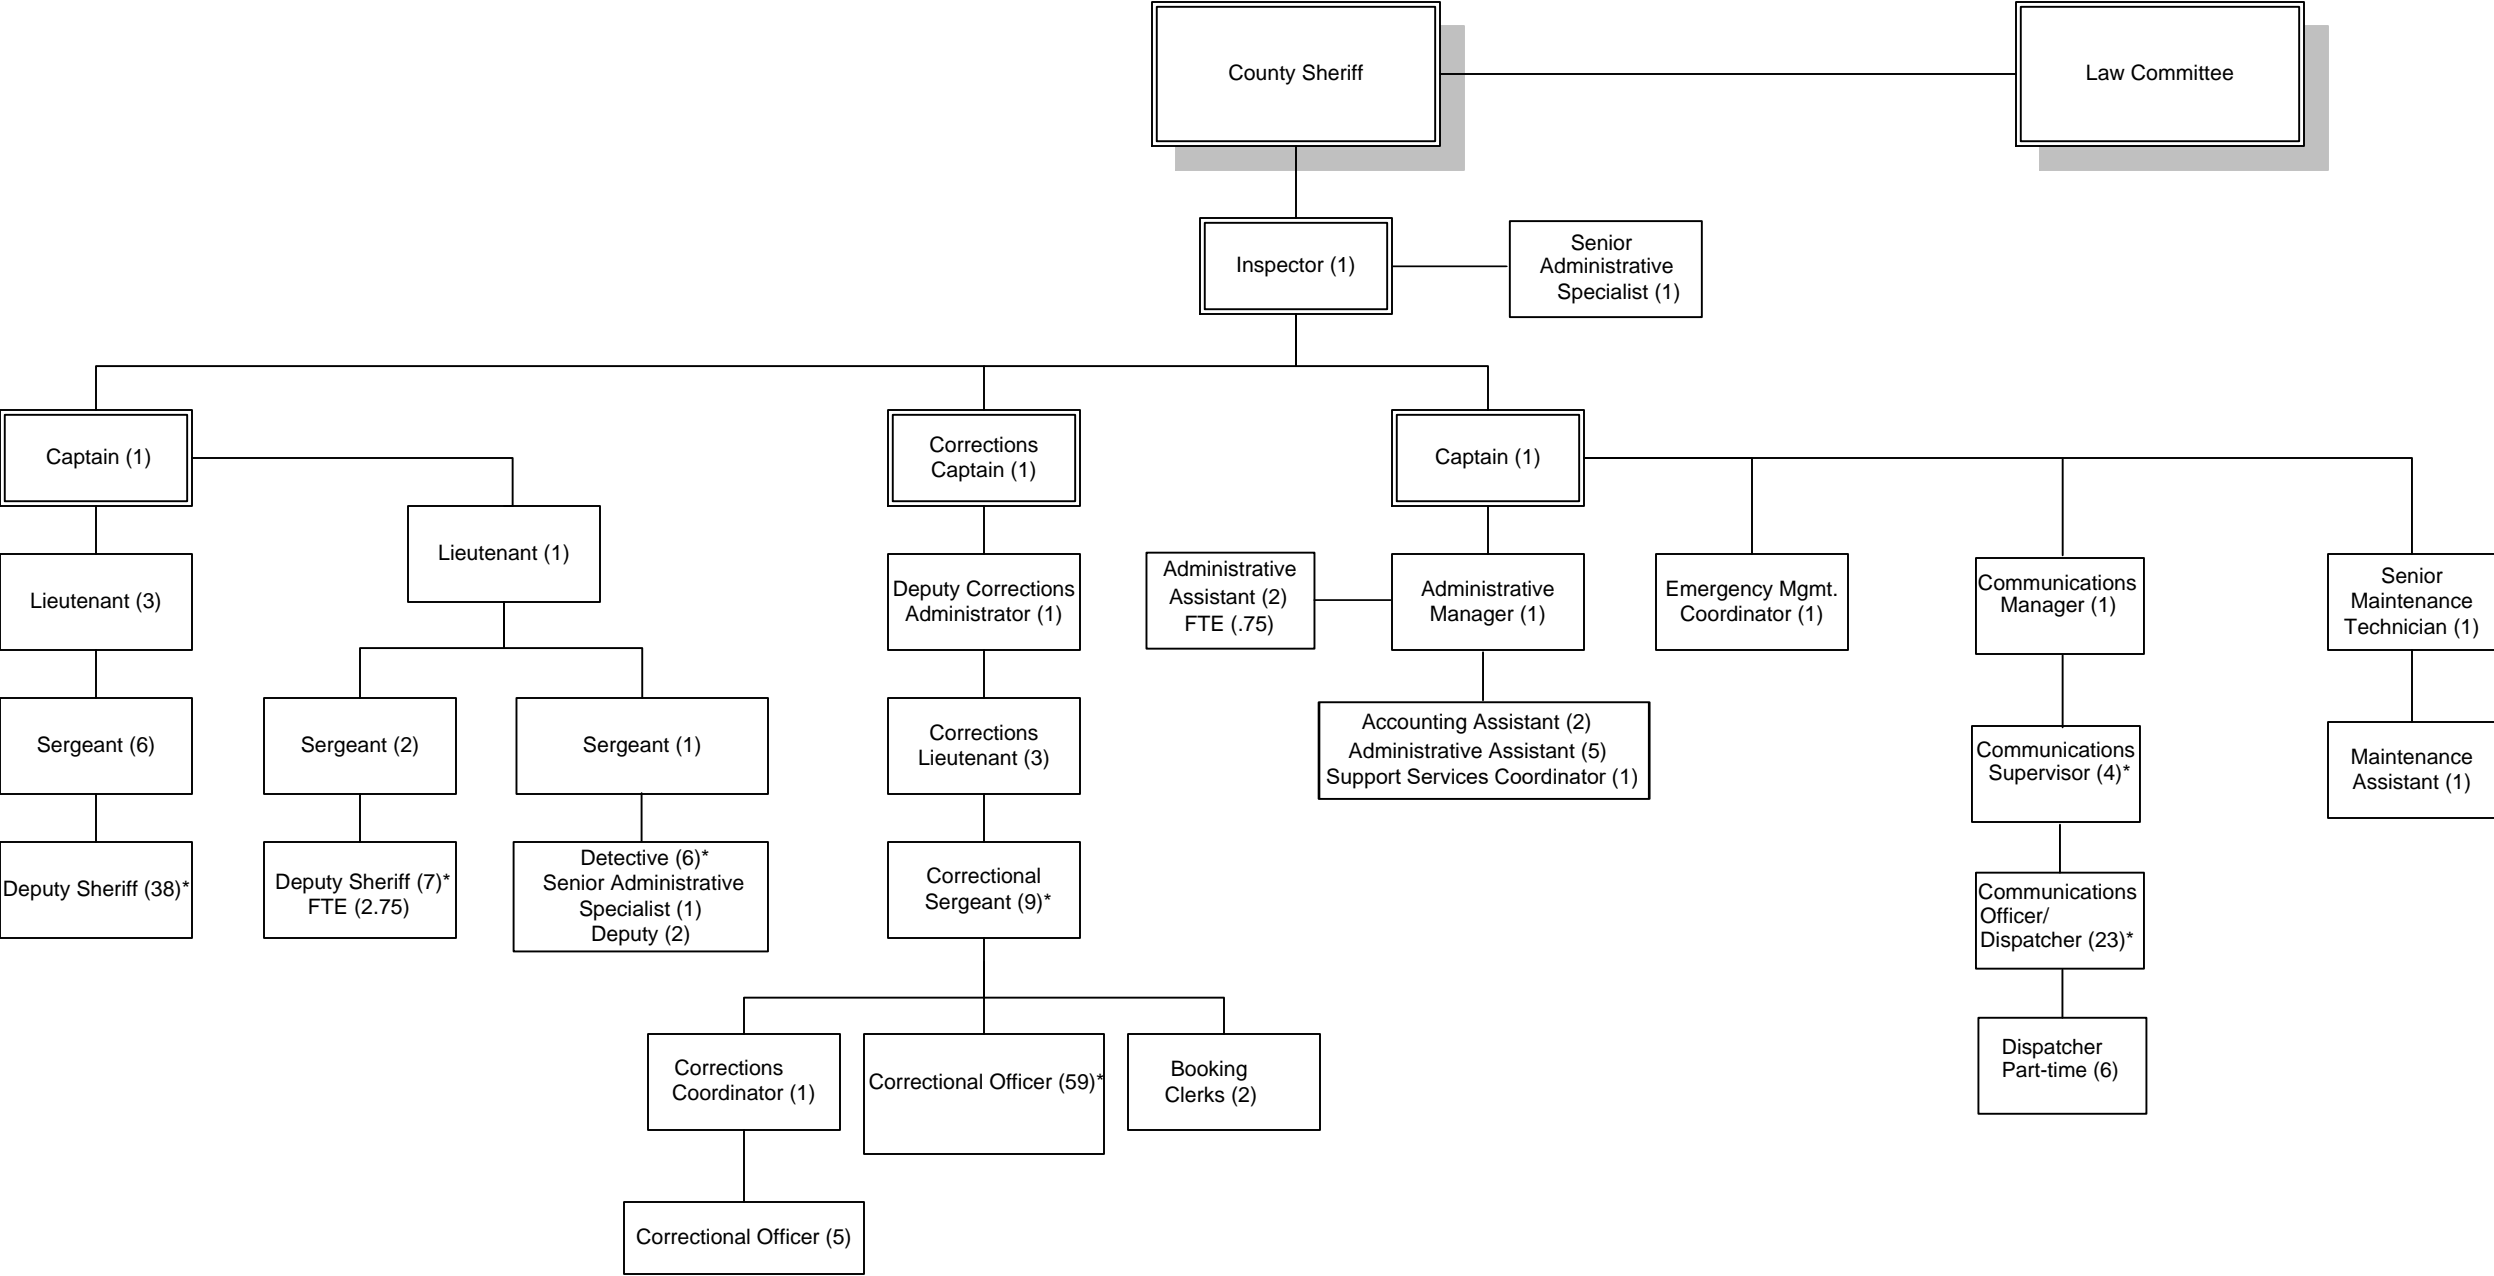 County Sheriff
Law Committee
Inspector (1)
Senior
Administrative
Specialist (1)
Captain (1)
Corrections
Captain (1)
Captain (1)
Lieutenant (1)
Lieutenant (3)
Deputy Corrections
Administrator (1)
Administrative
Assistant (2)
FTE (.75)
Administrative
Manager (1)
Emergency Mgmt.
Coordinator (1)
Communications
Manager (1)
Senior
Maintenance
Technician (1)
Sergeant (6)
Sergeant (2)
Sergeant (1)
Corrections
Lieutenant (3)
Accounting Assistant (2)
Administrative Assistant (5)
Support Services Coordinator (1)
Communications
Supervisor (4)*
Maintenance
Assistant (1)
Deputy Sheriff (38)*
Deputy Sheriff (7)*
FTE (2.75)
Detective (6)*
Senior Administrative
Specialist (1)
Deputy (2)
Correctional
Sergeant (9)*
Communications
Officer/
Dispatcher (23)*
Corrections
Coordinator (1)
Correctional Officer (59)*
Booking
Clerks (2)
Dispatcher
Part-time (6)
Correctional Officer (5)